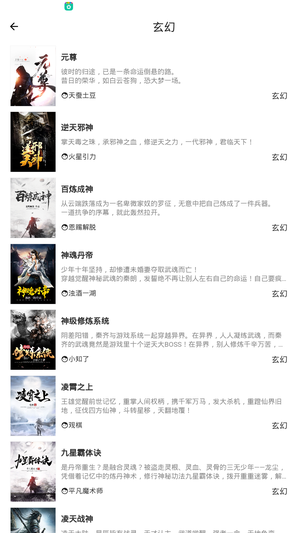 玄幻
元尊
彼时的归途，已是一条命运倒悬的路。
昔日的荣华，如白云苍狗，恐大梦一场。
天蚕土豆
玄幻
逆天邪神
掌天毒之珠，承邪神之血，修逆天之力，一代邪神，君临天下！
火星引力
玄幻
百炼成神
从云端跌落成为一名卑微家奴的罗征，无意中把自己炼成了一件兵器。
一道抗争的序幕，就此轰然拉开。
恩赐解脱
玄幻
神魂丹帝
少年十年坚持，却惨遭未婚妻夺取武魂而亡！
穿越觉醒神秘武魂的秦朗，发誓绝不再让别人左右自己的命运！自己要疯…
浊酒一湖
玄幻
神级修炼系统
阴差阳错，秦齐与游戏系统一起穿越异界。在异界，人人凝练武魂，而秦
齐的武魂竟然是游戏里十个逆天大BOSS！在异界，别人修炼千辛万苦，…
小知了
玄幻
凌霄之上
王雄觉醒前世记忆，重掌人间权柄，携千军万马，发大杀机，重蹬仙界旧
地，征伐四方仙神，斗转星移，天翻地覆！
观棋
玄幻
九星霸体诀
是丹帝重生？是融合灵魂？被盗走灵根、灵血、灵骨的三无少年——龙尘，
凭借着记忆中的炼丹神术，修行神秘功法九星霸体诀，拨开重重迷雾，解…
平凡魔术师
玄幻
凌天战神